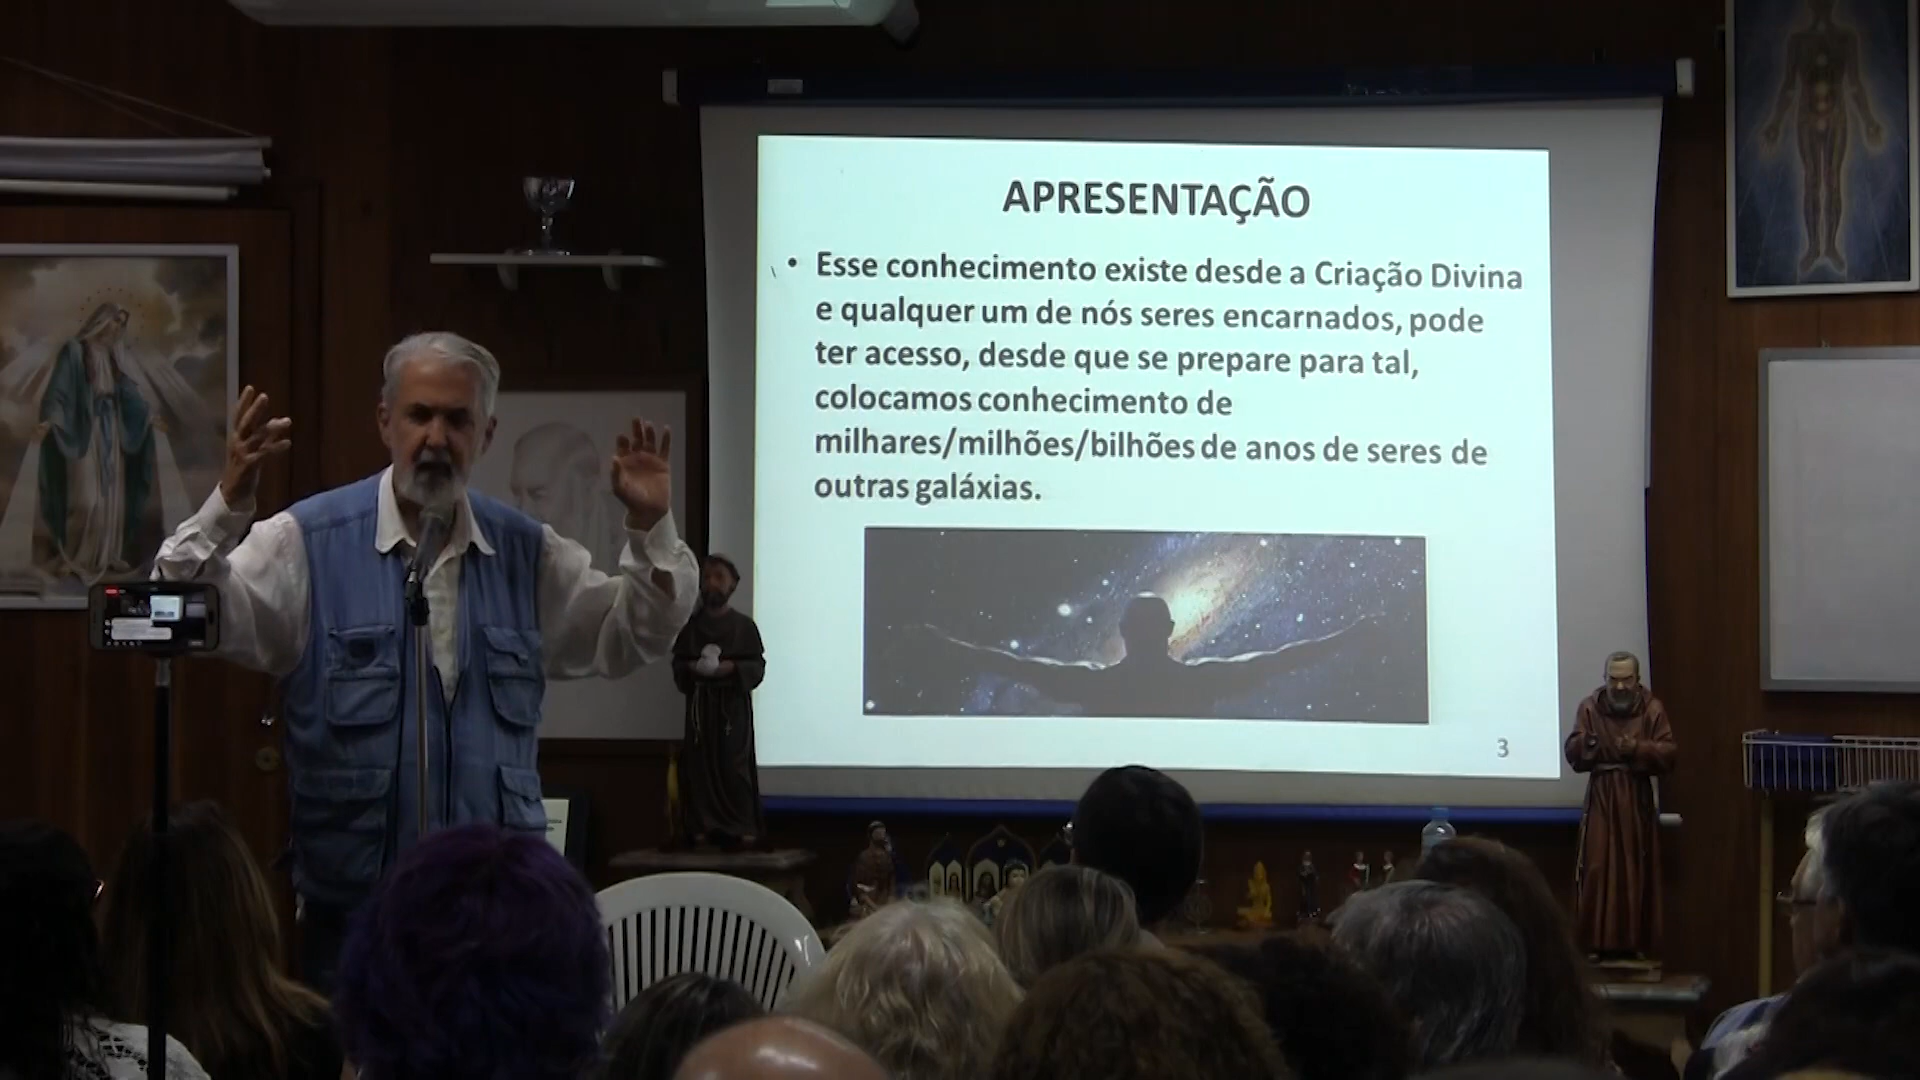 APRESENTAÇÃO
• Esse conhecimento existe desde a Criação Divina
e qualquer um de nós seres encarnados, pode
ter acesso, desde que se prepare para tal,
colocamos conhecimento de
milhares/milhões/bilhões de anos de seres de
outras galáxias.
3